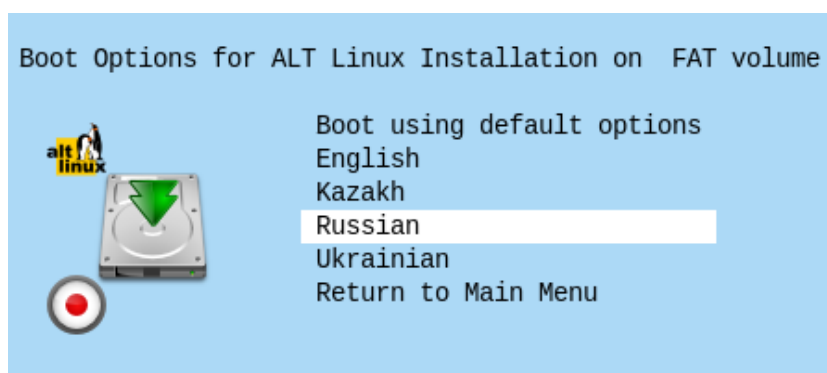 Boot Options for ALT Linux Installation on  FAT volume
Boot using default options
alt
linux
English
Kazakh
Russian
Ukrainian
Return to Main Menu